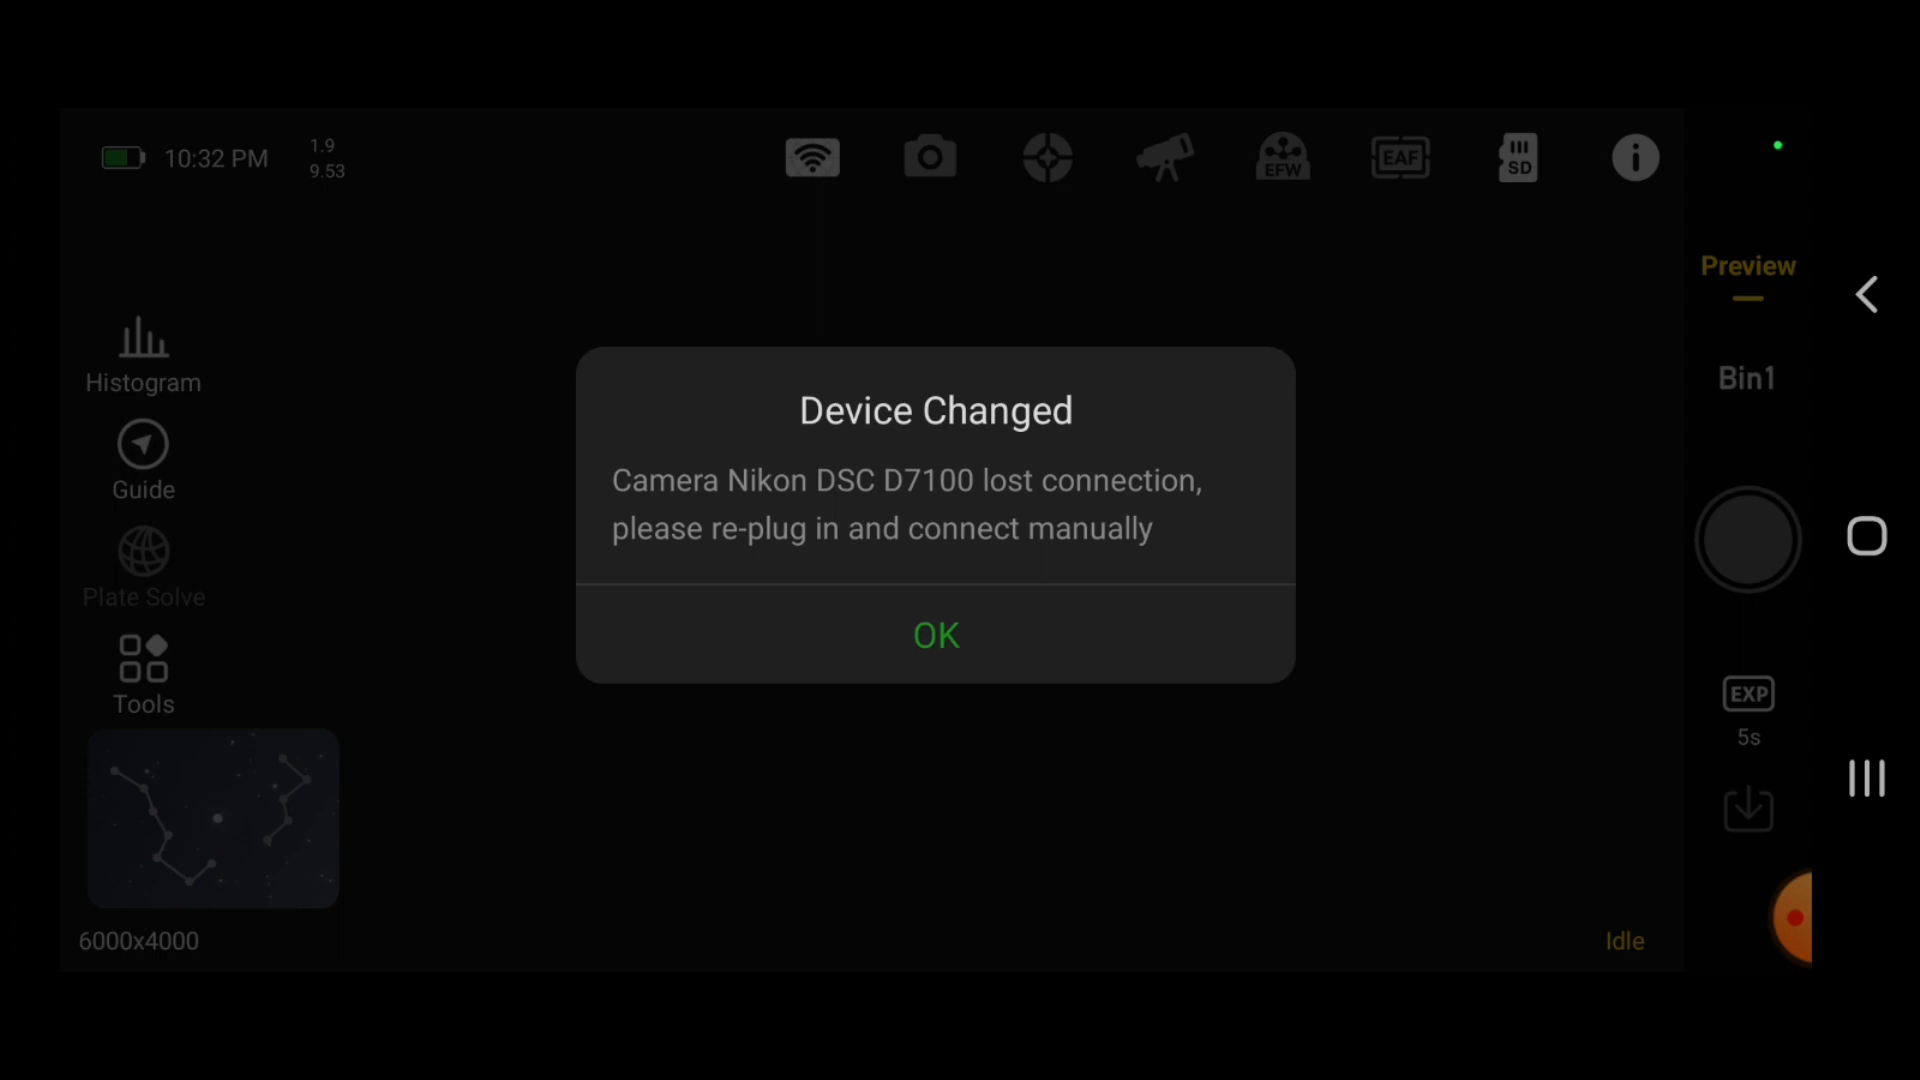 10:32 PM
1.9
9.53
EFW
EAF
SD
Preview
Histogram
Bin1
Device Changed
Guide
Camera Nikon DSC D7100 lost connection,
please re-plug in and connect manually
Plate Solve
OK
Tools
EXP
5s
6000x4000
Idle